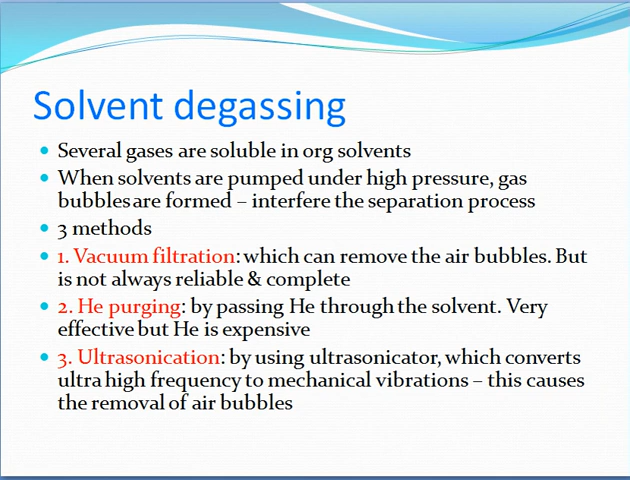 Solvent degassing
Several gases are soluble in org solvents
When solvents are pumped under high pressure, gas
bubbles are formed – interfere the separation process
3 methods
1. Vacuum filtration: which can remove the air bubbles. But
is not always reliable & complete
2. He purging: by passing He through the solvent. Very
effective but He is expensive
3. Ultrasonication: by using ultrasonicator, which converts
ultra high frequency to mechanical vibrations – this causes
the removal of air bubbles